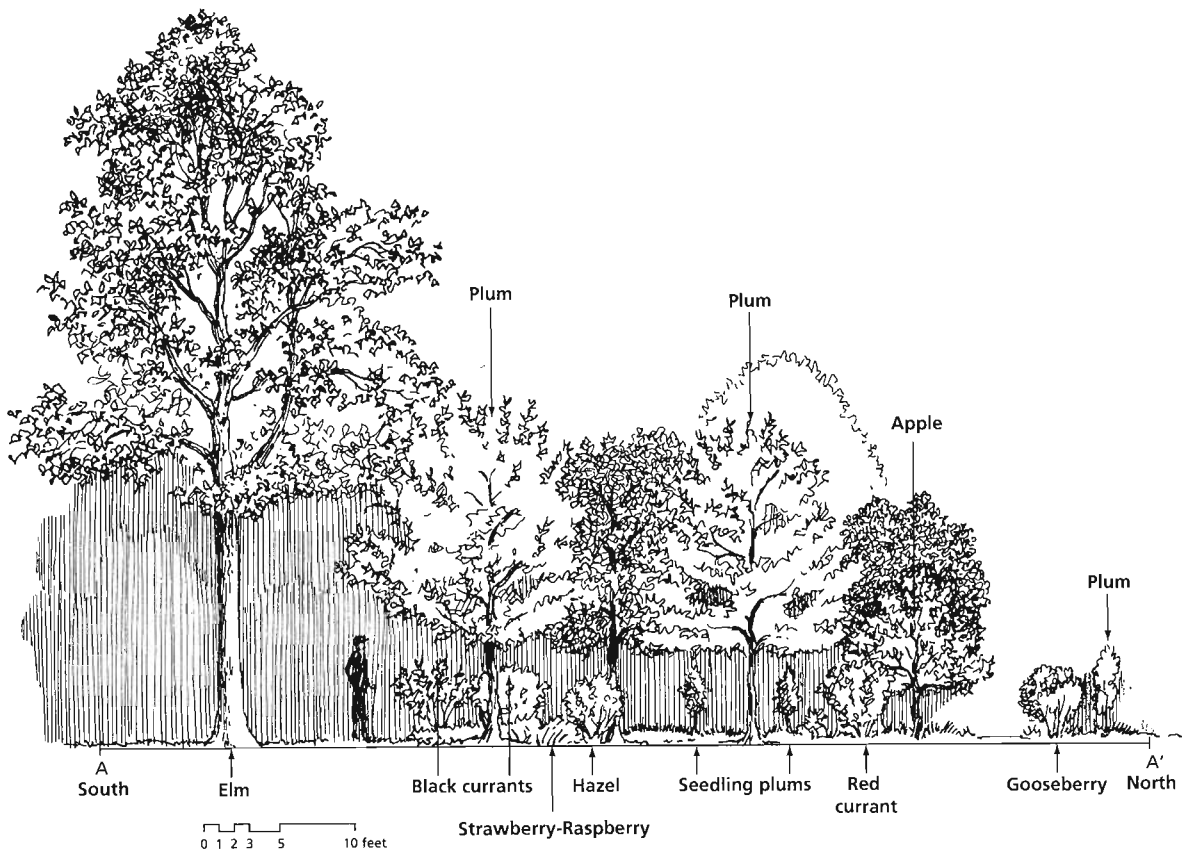 Plum
Plum
Apple
Plum
A
South
Elm
Black currants
Strawberry-Raspberry
Hazel
Seedling plums
Red
currant
Gooseberry
A'
North
0 1 2 3 5 10 feet